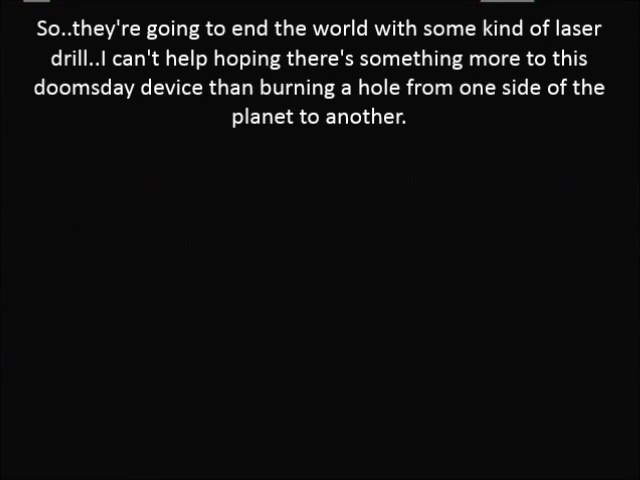 So..they're going to end the world with some kind of laser
drill..I can't help hoping there's something more to this
doomsday device than burning a hole from one side of the
planet to another.